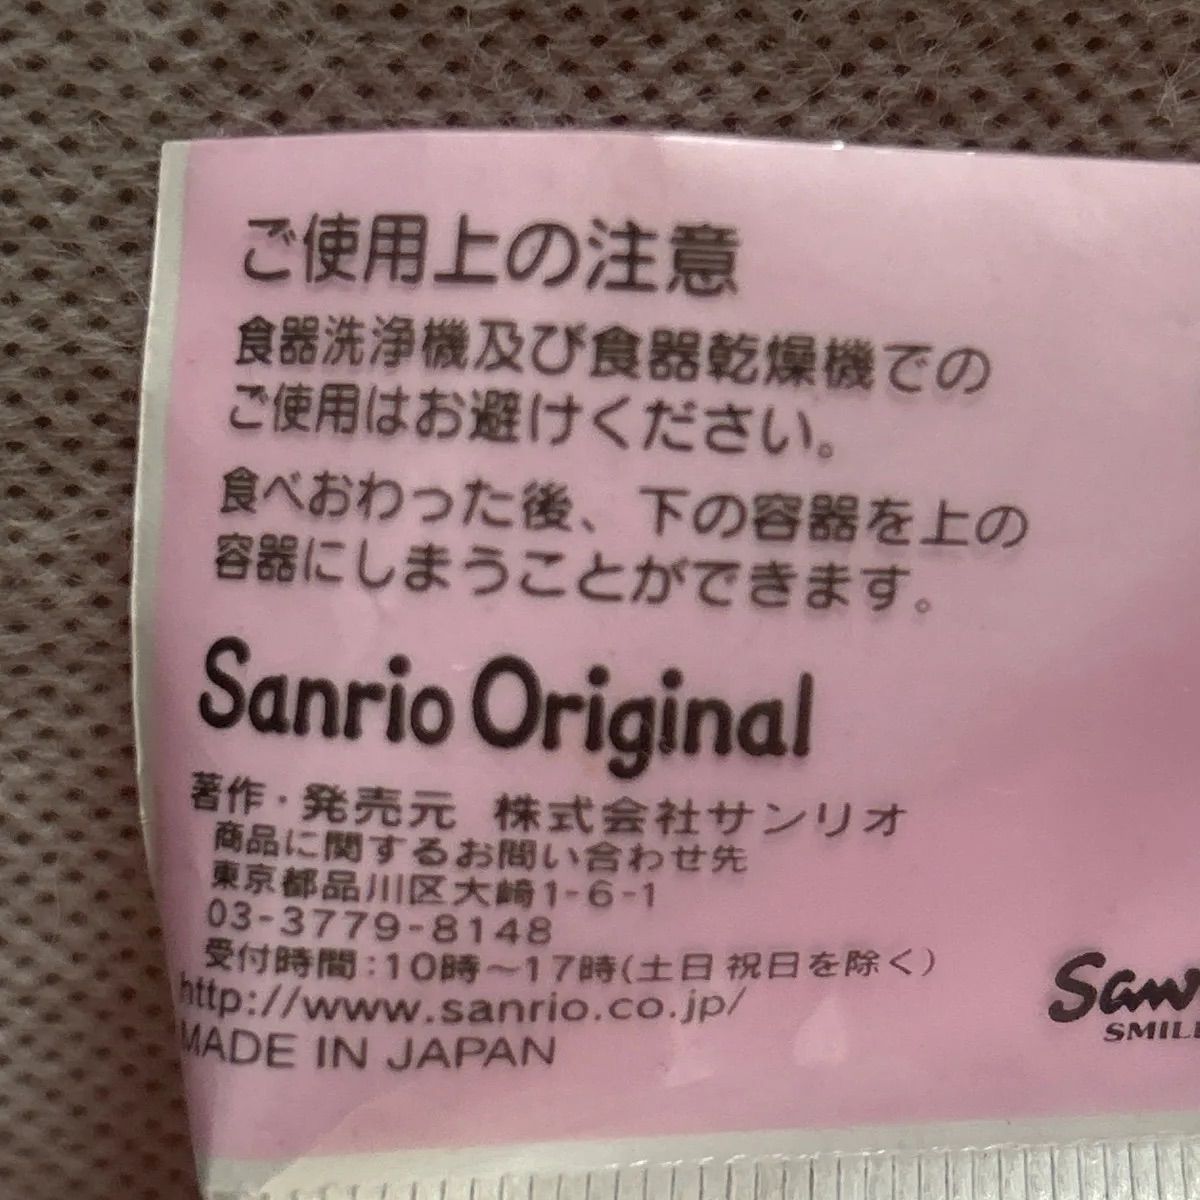 ご使用上の注意
食器洗浄機及び食器乾燥機での
ご使用はお避けください。
食べおわった後、下の容器を上の
容器にしまうことができます。
Sanrio Original
著作・発売元 株式会社サンリオ
商品に関するお問い合わせ先
東京都品川区大崎1-6-1
03-3779-8148
受付時間:10時～17時(土日祝日を除く)
http://www.sanrio.co.jp/
MADE IN JAPAN